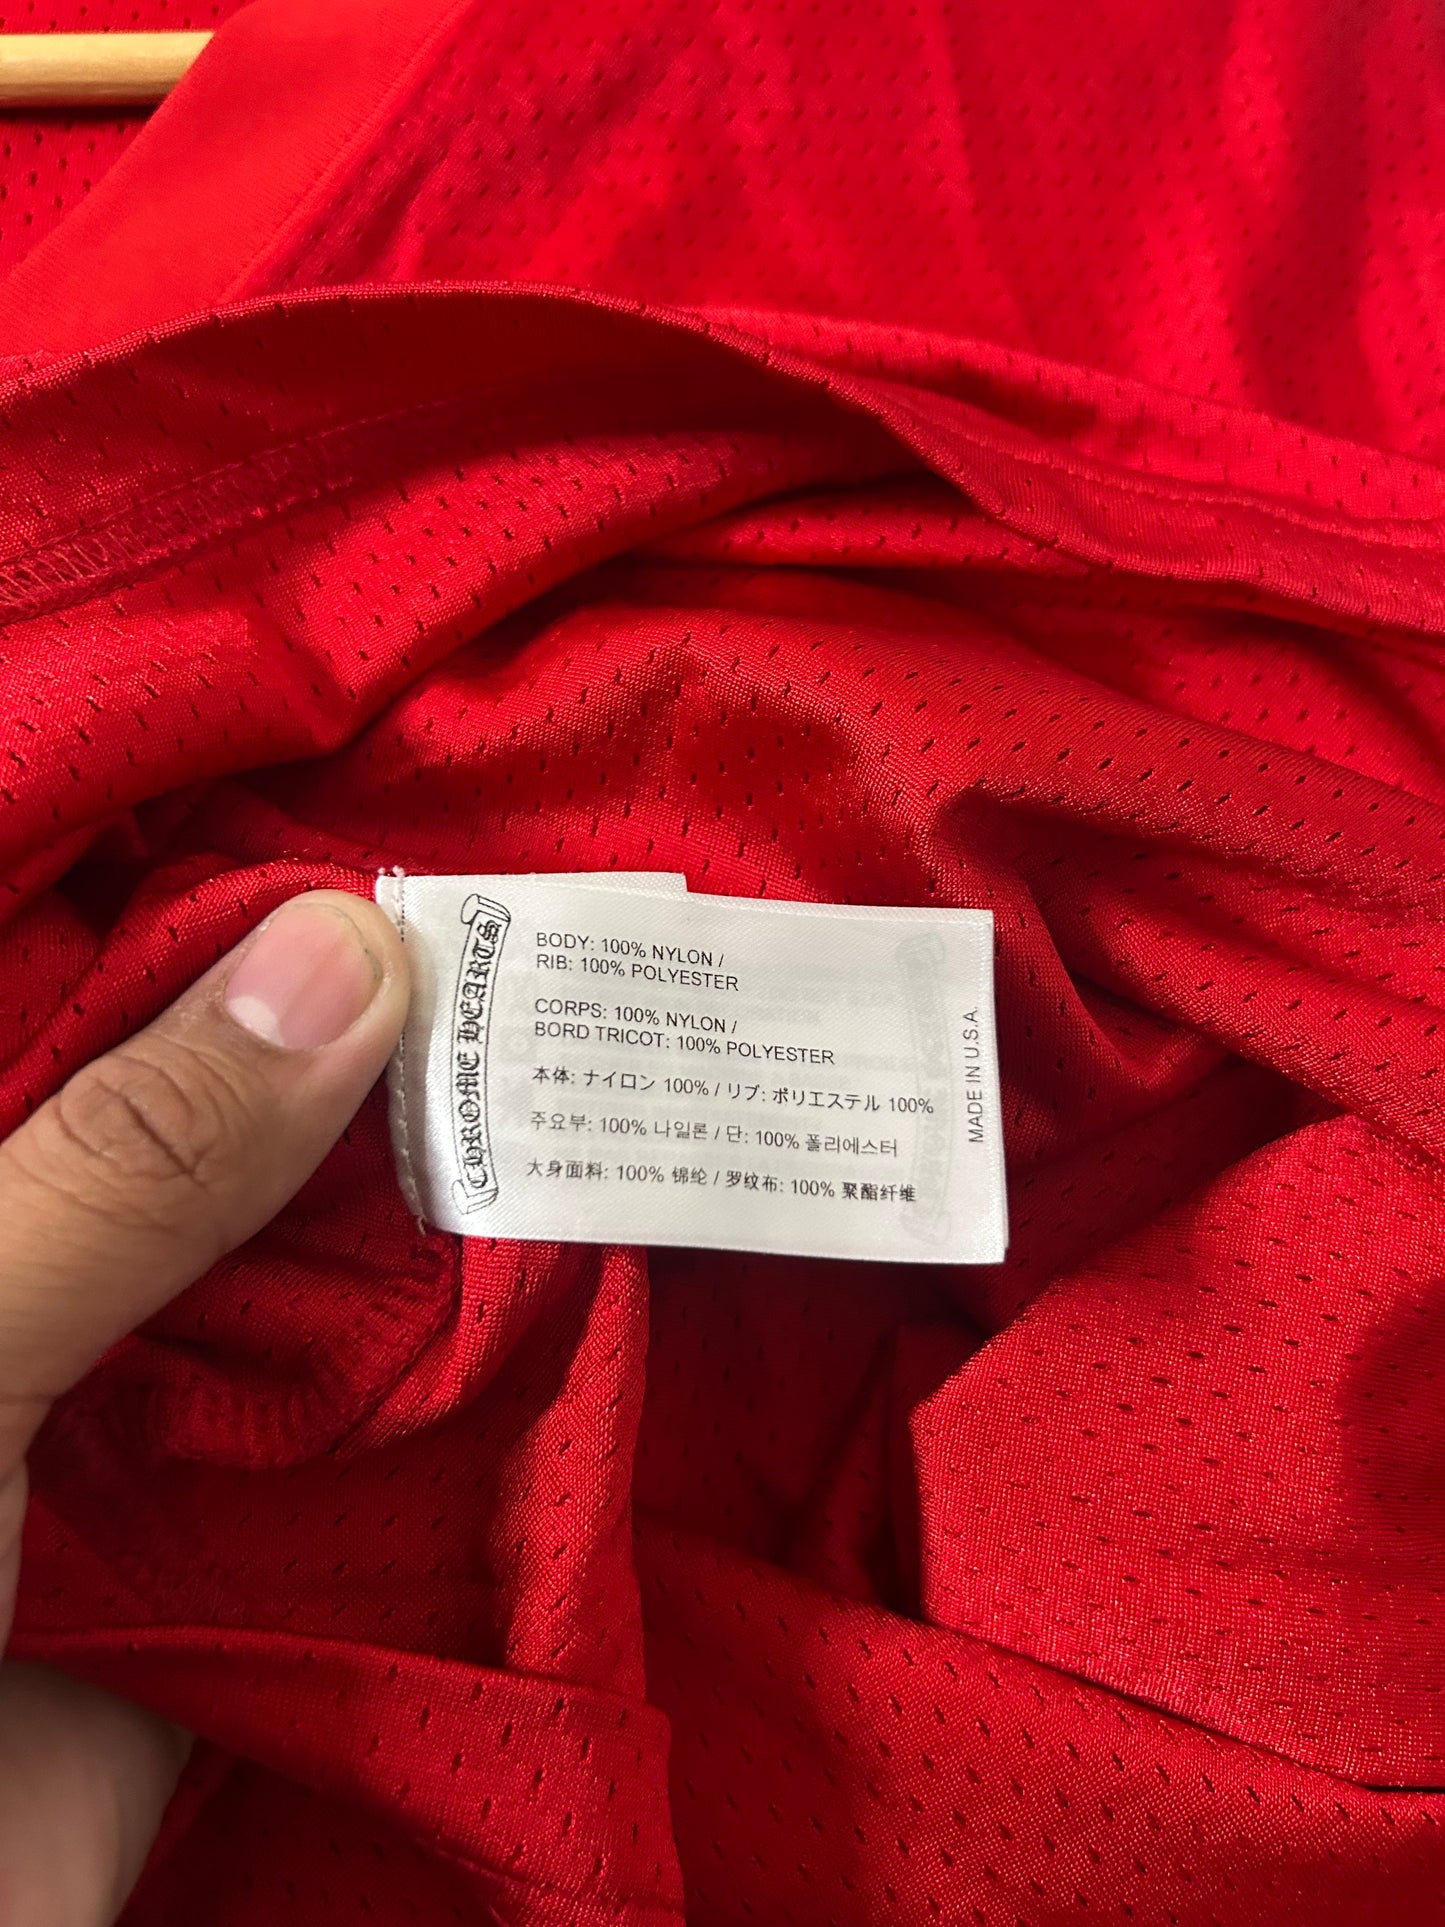 CHROME HEARTS
BODY: 100% NYLON /
RIB: 100% POLYESTER
CORPS: 100% NYLON /
BORD TRICOT: 100% POLYESTER
本体: ナイロン 100% / リブ: ポリエステル 100%
주요부: 100% 나일론 / 단: 100% 폴리에스터
大身面料: 100% 锦纶 / 罗纹布: 100% 聚酯纤维
MADE IN U.S.A.